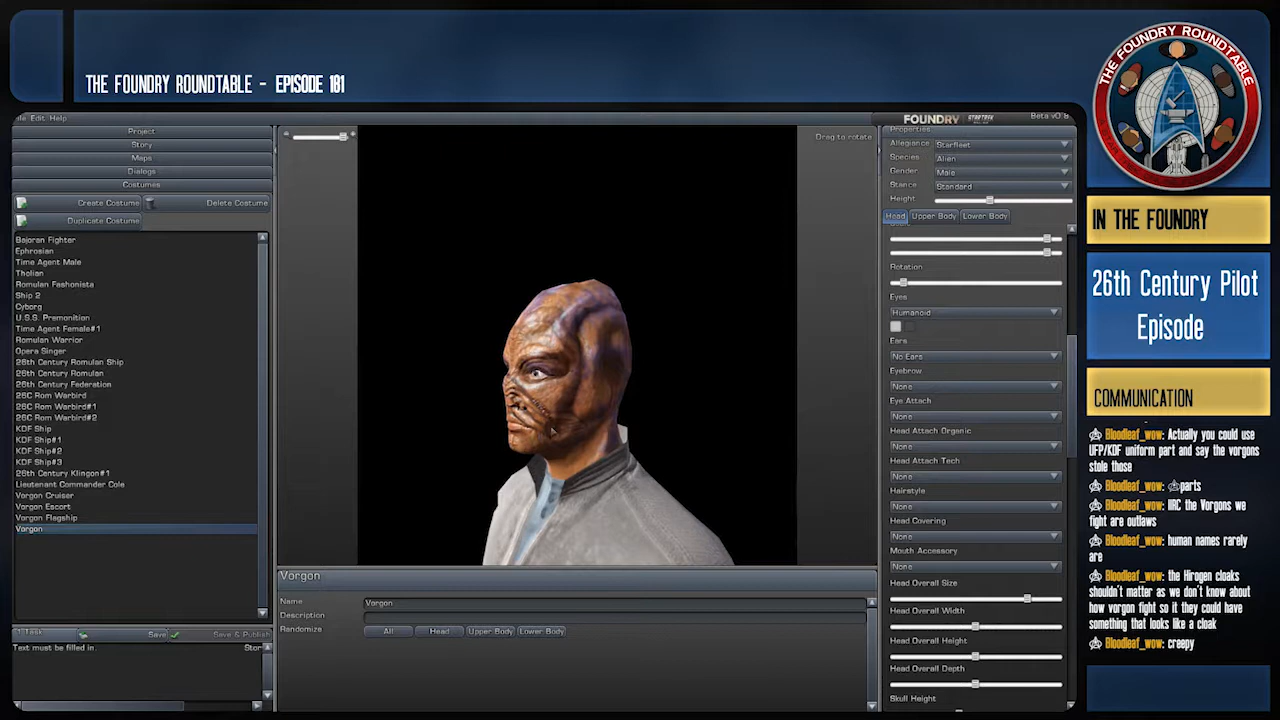 THE FOUNDRY ROUNDTABLE - EPISODE 181
THE FOUNDRY ROUNDTABLE
Edit Help
FOUNDRY
Project
Story
Maps
Dialogs
Costumes
Create Costume
Delete Costume
Duplicate Costume
Bajoran Fighter
Ephrosian
Time Agent Male
Tholian
Romulan Fashonista
Ship 2
Cyborg
U.S.S. Premonition
Time Agent Female#1
Romulan Warrior
Opera Singer
26th Century Romulan Ship
26th Century Romulan
26th Century Federation
26C Rom Warbird
26C Rom Warbird#1
26C Rom Warbird#2
KDF Ship
KDF Ship#1
KDF Ship#2
KDF Ship#3
26th Century Klingon#1
Lieutenant Commander Cole
Vorgon Cruiser
Vorgon Escort
Vorgon Flagship
Vorgon
1 Task
Save
Save & Publish
Text must be filled in.
Stor
Drag to rotate
Vorgon
Name
Vorgon
Description
Randomize
All
Head
Upper Body
Lower Body
Properties
Allegiance
Starfleet
Species
Alien
Gender
Male
Stance
Standard
Height
Head
Upper Body
Lower Body
Rotation
Eyes
Humanoid
Ears
No Ears
Eyebrow
None
Eye Attach
None
Head Attach Organic
None
Head Attach Tech
None
Hairstyle
None
Head Covering
None
Mouth Accessory
None
Head Overall Size
Head Overall Width
Head Overall Height
Head Overall Depth
Skull Height
IN THE FOUNDRY
26th Century Pilot
Episode
COMMUNICATION
Bloodleaf_wow: Actually you could use
UFP/KDF uniform part and say the vorgons
stole those
Bloodleaf_wow: parts
Bloodleaf_wow: IIRC the Vorgons we
fight are outlaws
Bloodleaf_wow: human names rarely
are
Bloodleaf_wow: the Hirogen cloaks
shouldn't matter as we don't know about
how vorgon fight so it they could have
something that looks like a cloak
Bloodleaf_wow: creepy